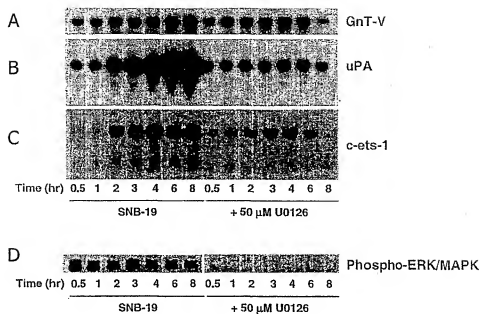 A
GnT-V
B
uPA
C
c-ets-1
Time (hr) 0.5 1 2 3 4 6 8 0.5 1 2 3 4 6 8
SNB-19
+ 50 μM U0126
D
Phospho-ERK/MAPK
Time (hr) 0.5 1 2 3 4 6 8 0.5 1 2 3 4 6 8
SNB-19
+ 50 μM U0126